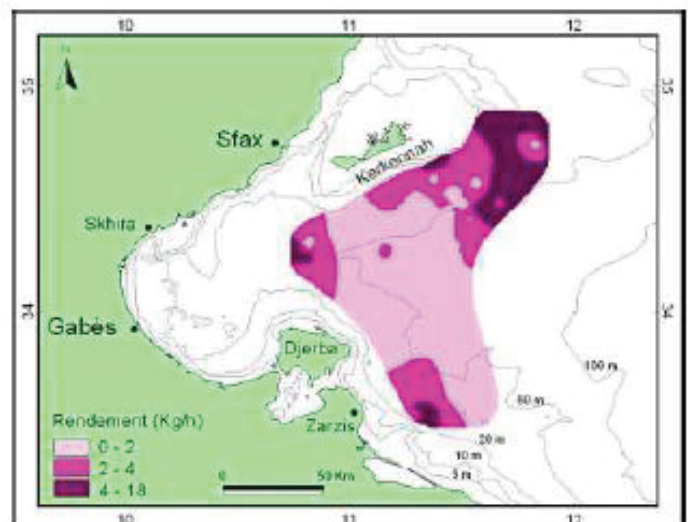 10 11 12
35 35
N
Sfax
Kerkennah
Skhira
34 34
Gabès
Djerba
100 m
Rendement (Kg/h)
60 m
Zarzis
0 - 2
20 m
2 - 4
10 m
0 50 Km
5 m
4 - 18
10 11 12